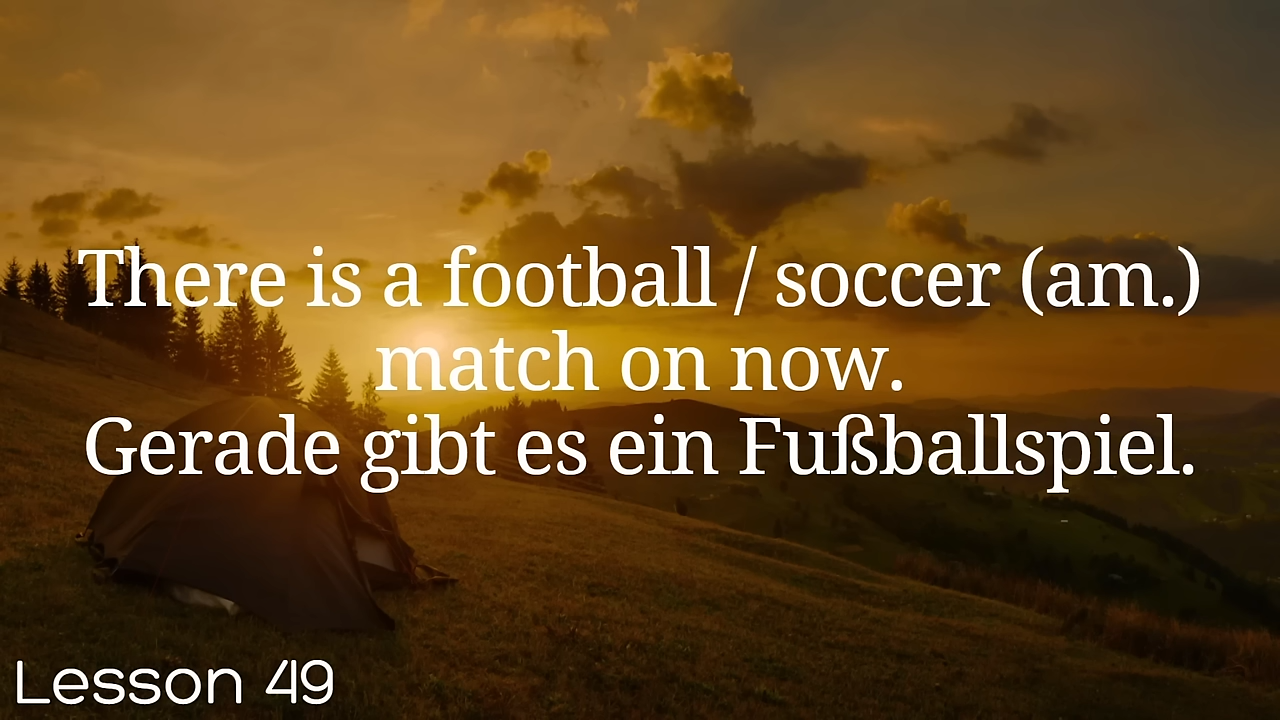 There is a football / soccer (am.)
match on now.
Gerade gibt es ein Fußballspiel.
Lesson 49